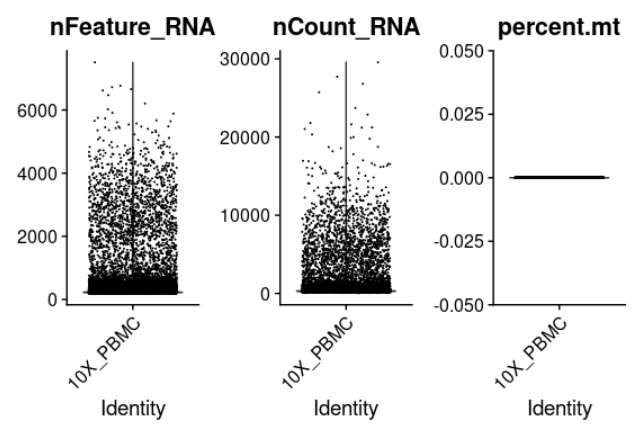 nFeature_RNA
6000
4000
2000
0
10X_PBMC
Identity
nCount_RNA
30000
20000
10000
0
10X_PBMC
Identity
percent.mt
0.050
0.025
0.000
-0.025
-0.050
10X_PBMC
Identity